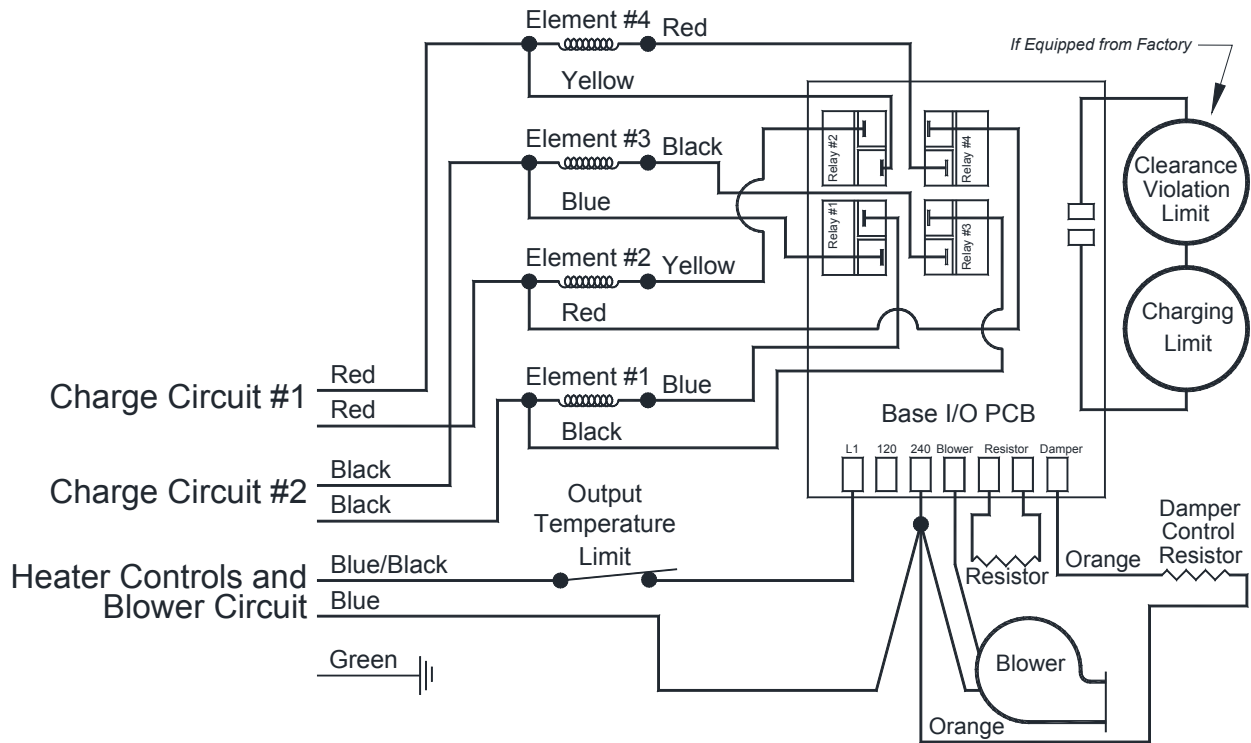 Element #4
Red
If Equipped from Factory
Yellow
Element #3
Black
Relay #2
Relay #4
Clearance
Violation
Limit
Blue
Relay #1
Relay #3
Element #2
Yellow
Red
Charging
Limit
Charge Circuit #1
Red
Red
Element #1
Blue
Black
Base I/O PCB
L1
120
240
Blower
Resistor
Damper
Charge Circuit #2
Black
Black
Output
Temperature
Limit
Damper
Control
Resistor
Heater Controls and
Blower Circuit
Blue/Black
Blue
Resistor
Orange
Green
Blower
Orange